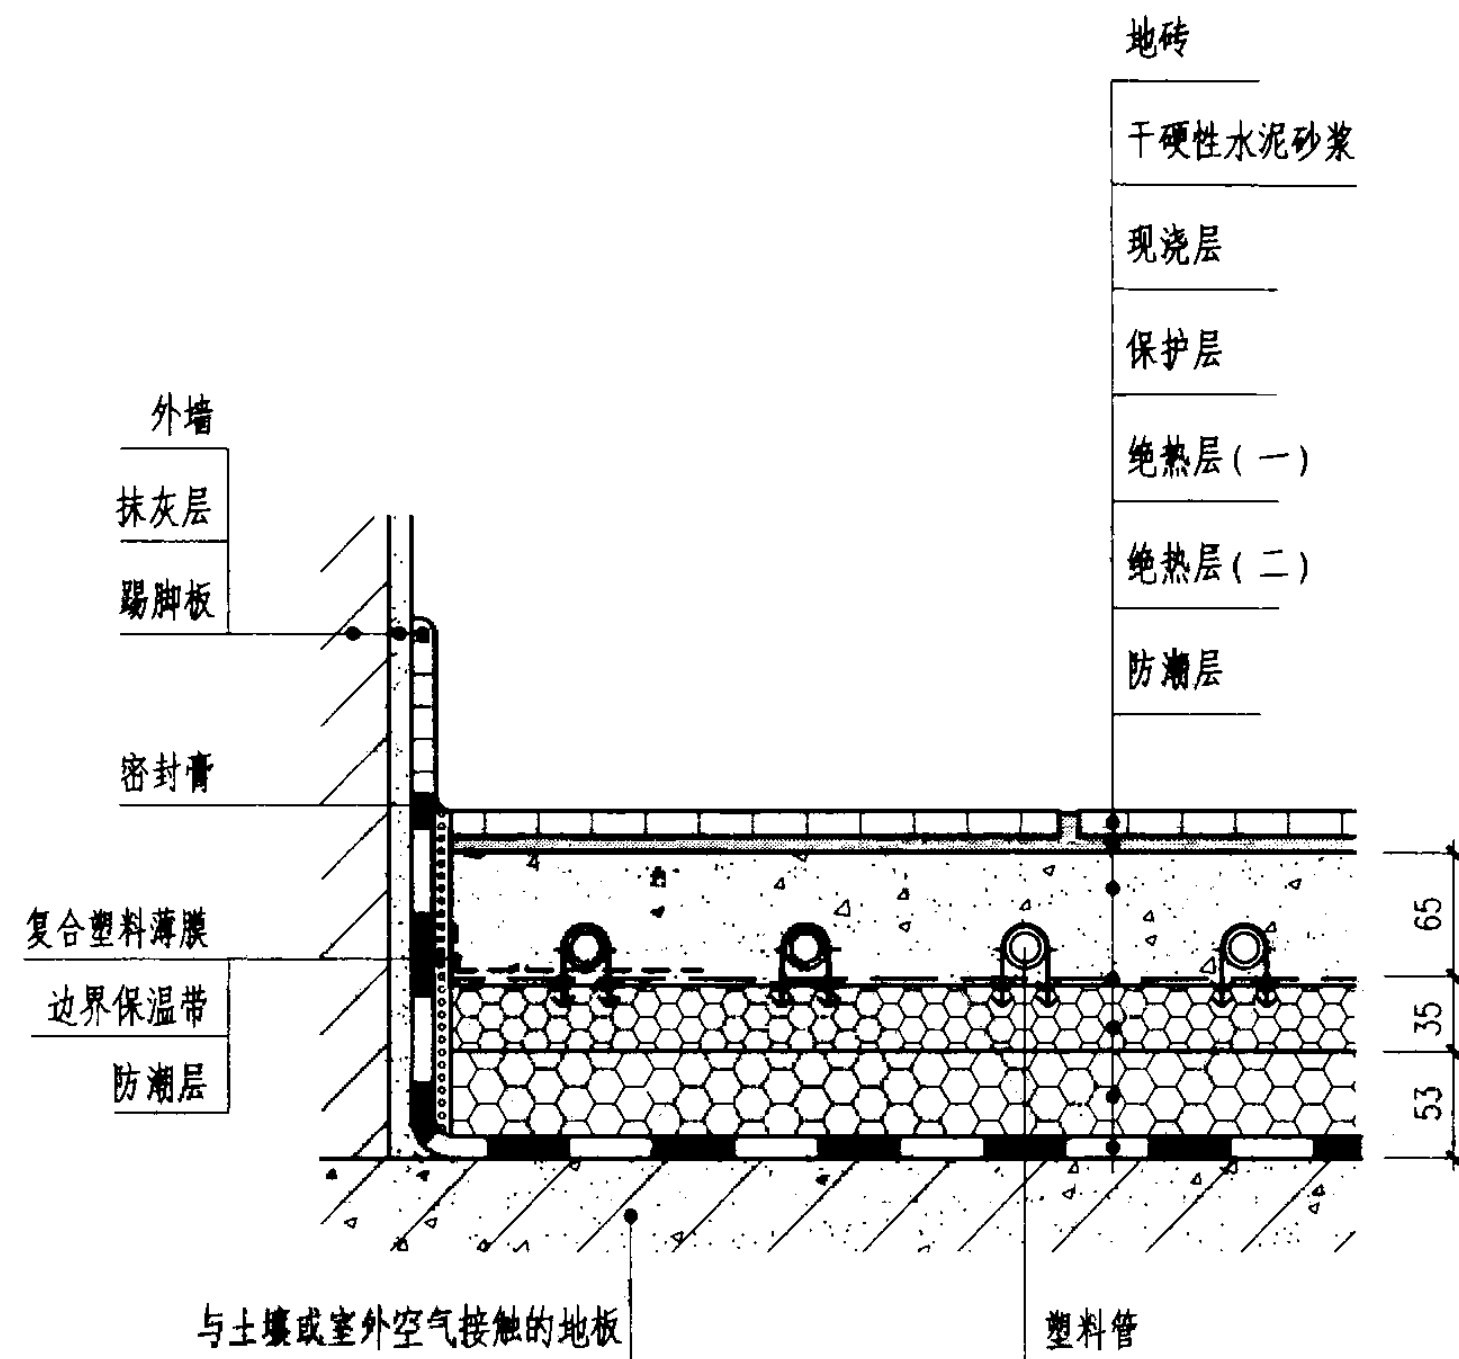 地砖
干硬性水泥砂浆
现浇层
保护层
绝热层(一)
绝热层(二)
防潮层
外墙
抹灰层
踢脚板
密封膏
复合塑料薄膜
边界保温带
防潮层
65
35
53
与土壤或室外空气接触的地板
塑料管